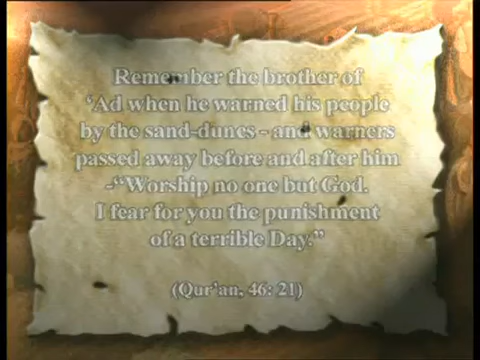 Remember the brother of
‘Ad when he warned his people
by the sand-dunes - and warners
passed away before and after him
-“Worship no one but God.
I fear for you the punishment
of a terrible Day.”
(Qur’an, 46: 21)